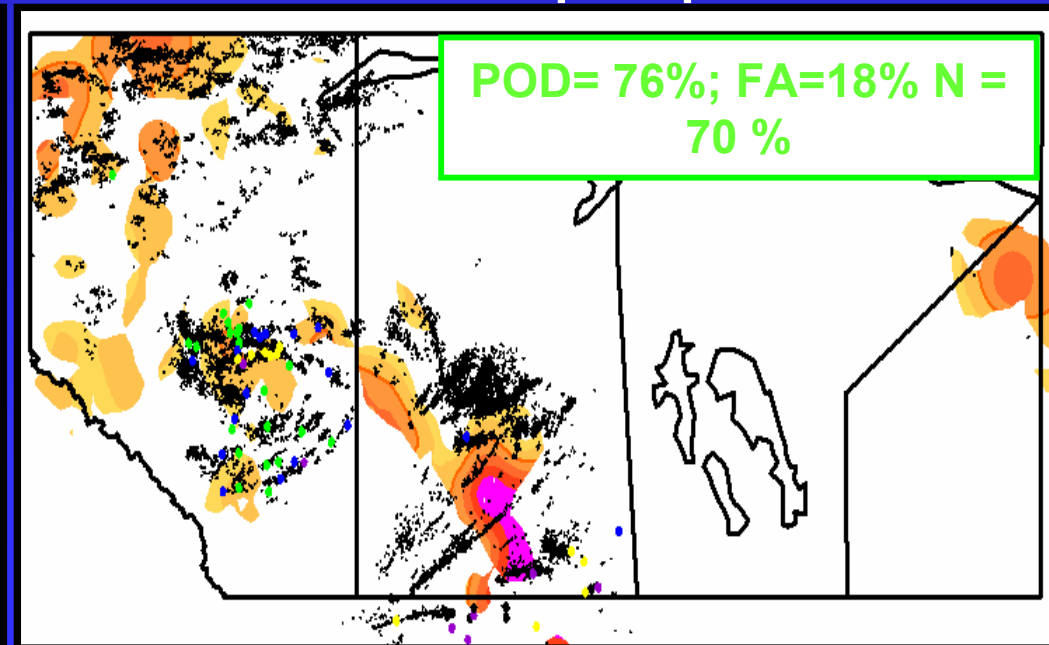 POD= 76%; FA=18% N =
70 %